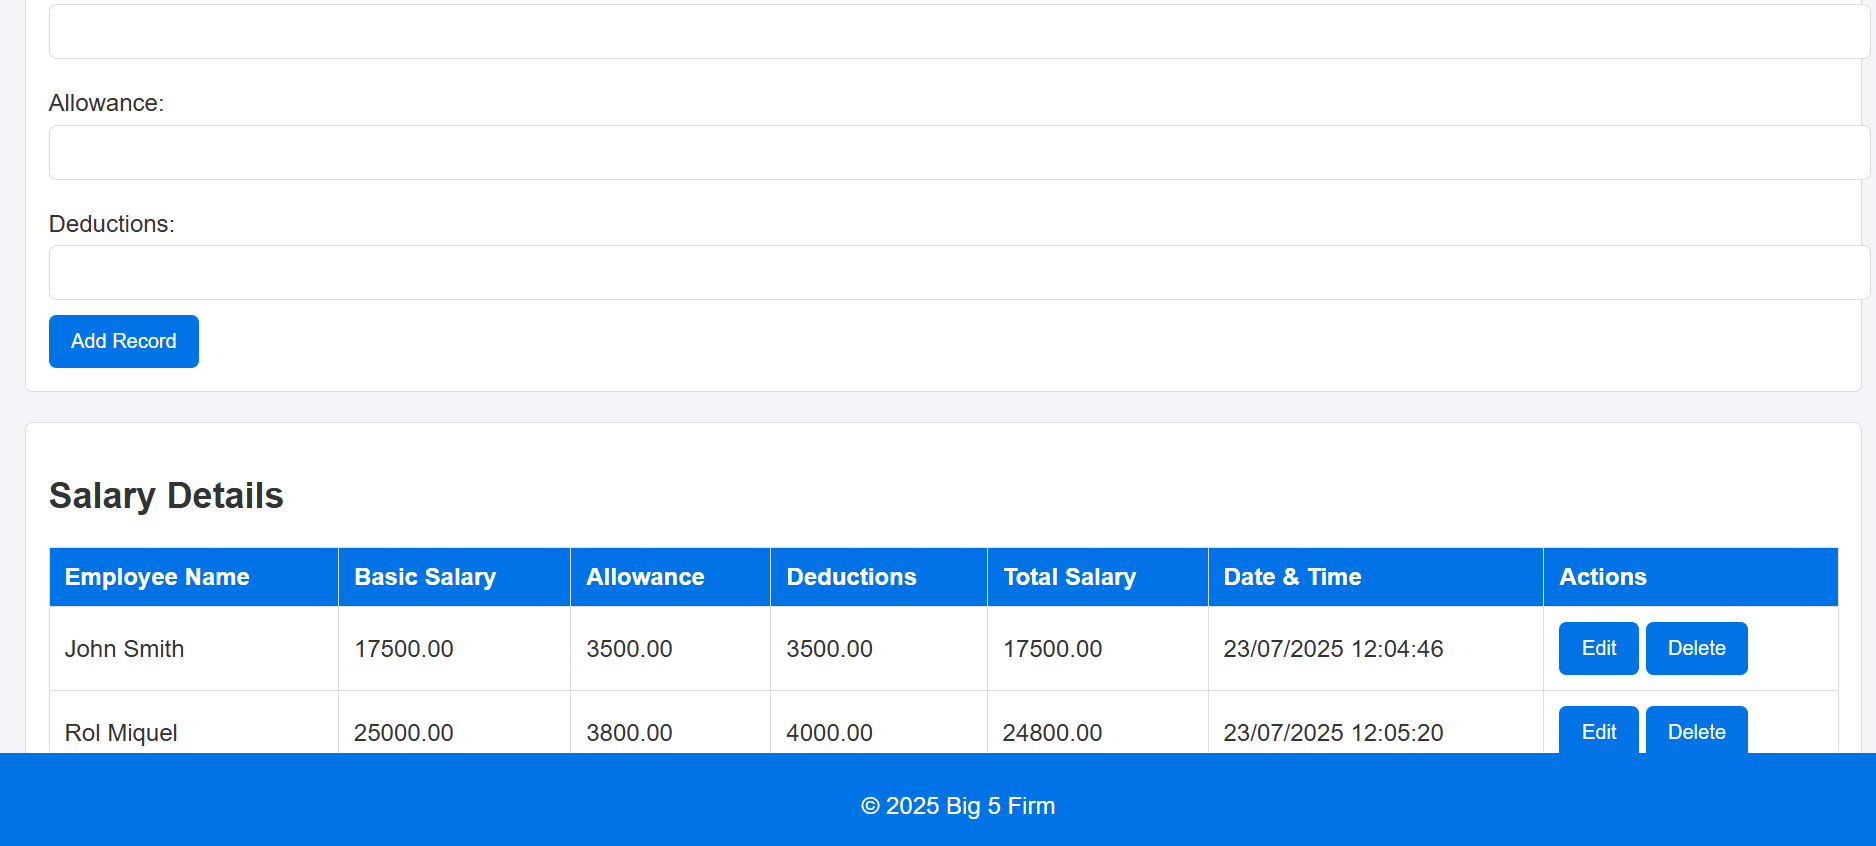 Allowance:
Deductions:
Add Record
Salary Details
Employee Name Basic Salary Allowance Deductions Total Salary Date & Time Actions
John Smith 17500.00 3500.00 3500.00 17500.00 23/07/2025 12:04:46 Edit Delete
Rol Miquel 25000.00 3800.00 4000.00 24800.00 23/07/2025 12:05:20 Edit Delete
© 2025 Big 5 Firm